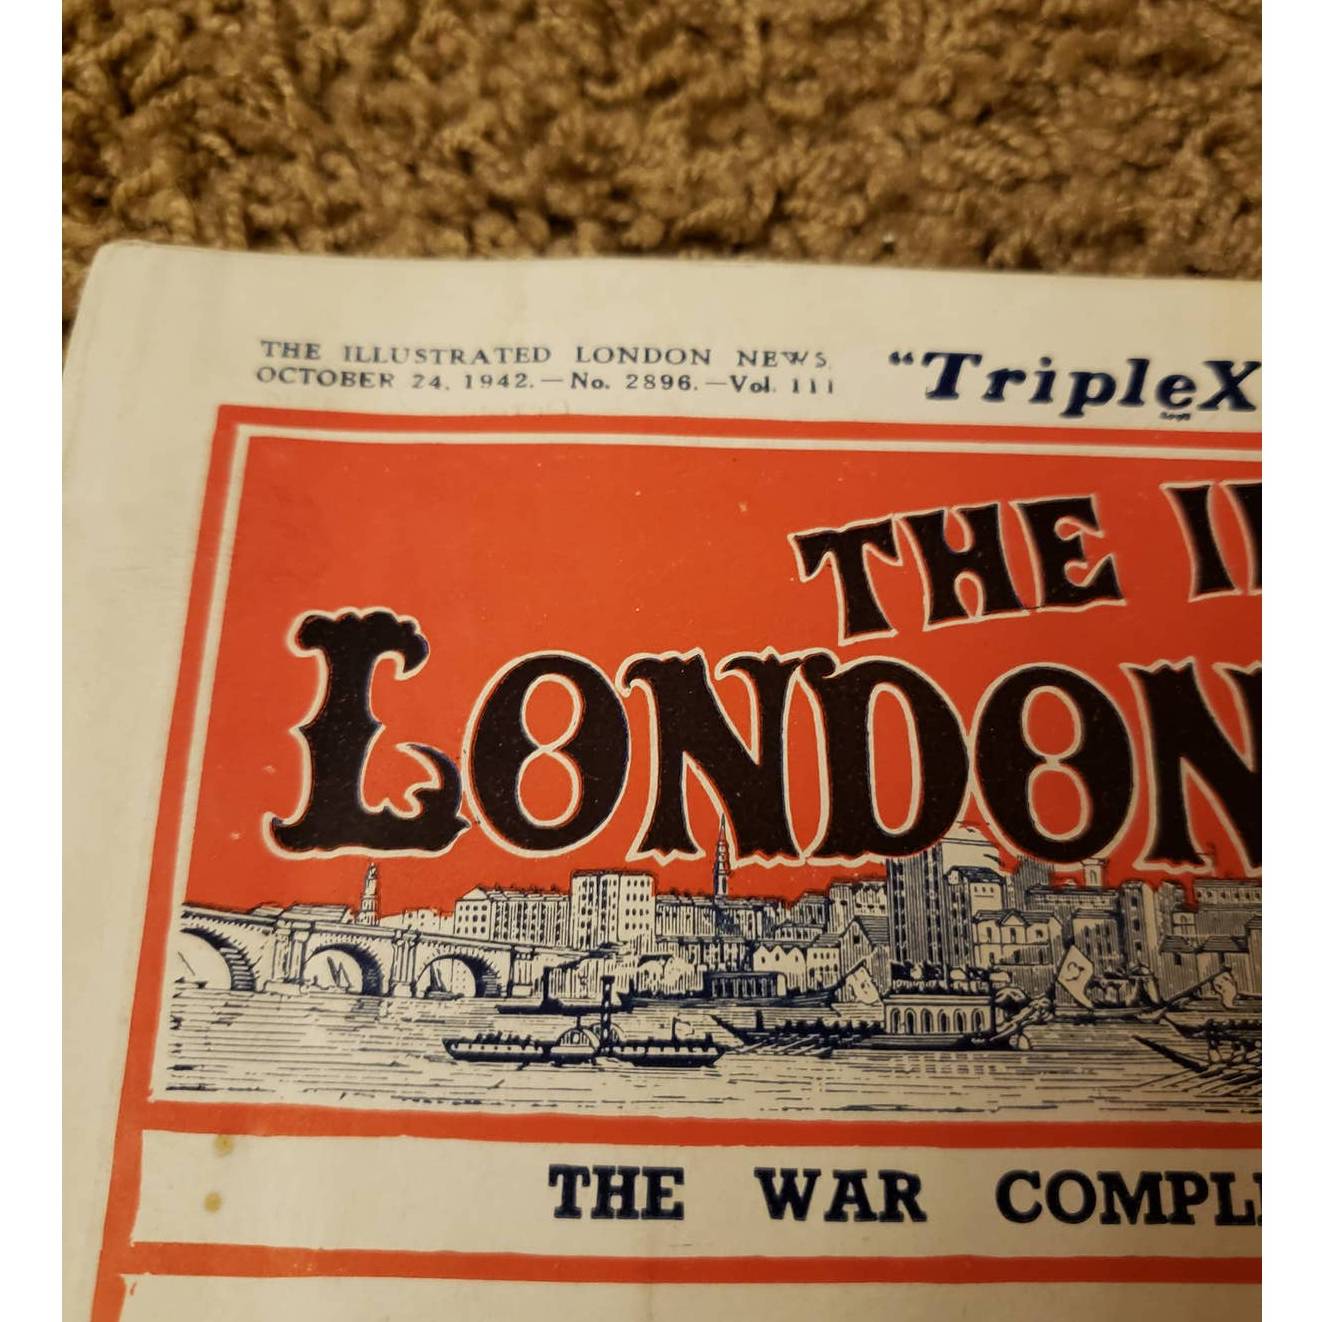 THE ILLUSTRATED LONDON NEWS,
OCTOBER 24, 1942.—No. 2896.—Vol. 111
"TripleX
THE
LONDON
THE WAR